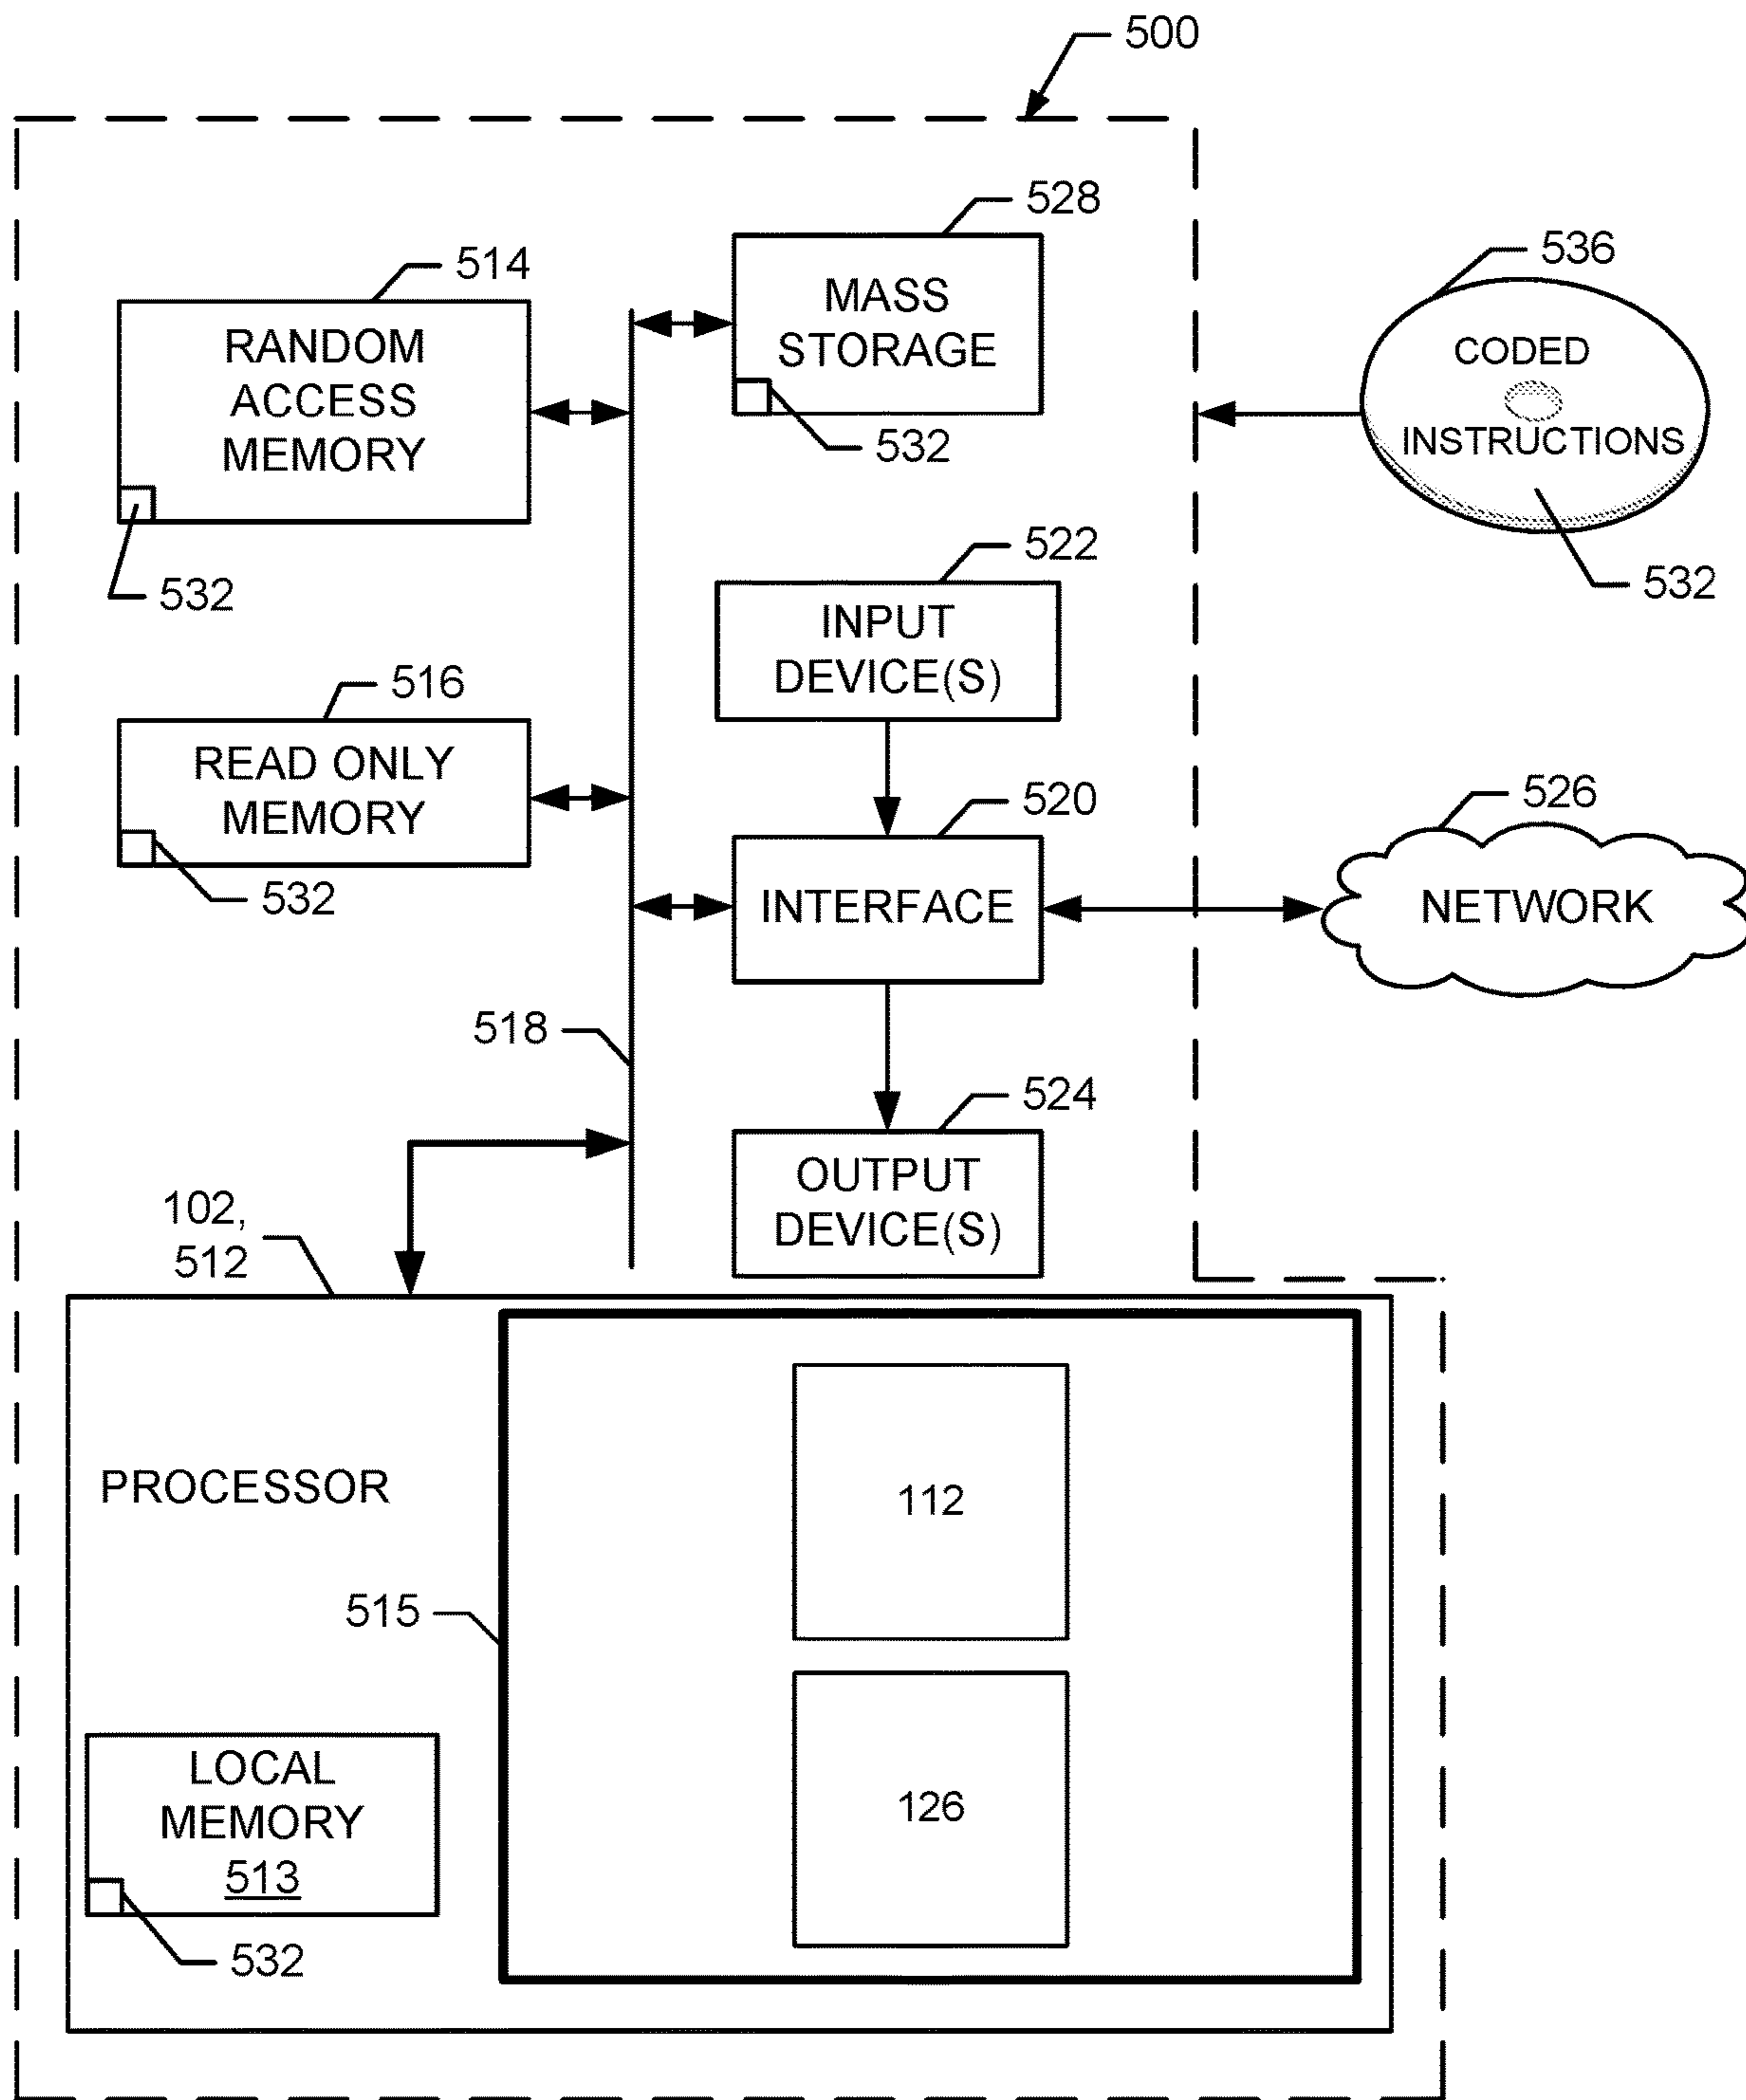 500
528
MASS
STORAGE
532
514
RANDOM
ACCESS
MEMORY
532
536
CODED
INSTRUCTIONS
532
522
INPUT
DEVICE(S)
516
READ ONLY
MEMORY
532
520
INTERFACE
526
NETWORK
518
524
OUTPUT
DEVICE(S)
102,
512
PROCESSOR
112
515
126
LOCAL
MEMORY
513
532